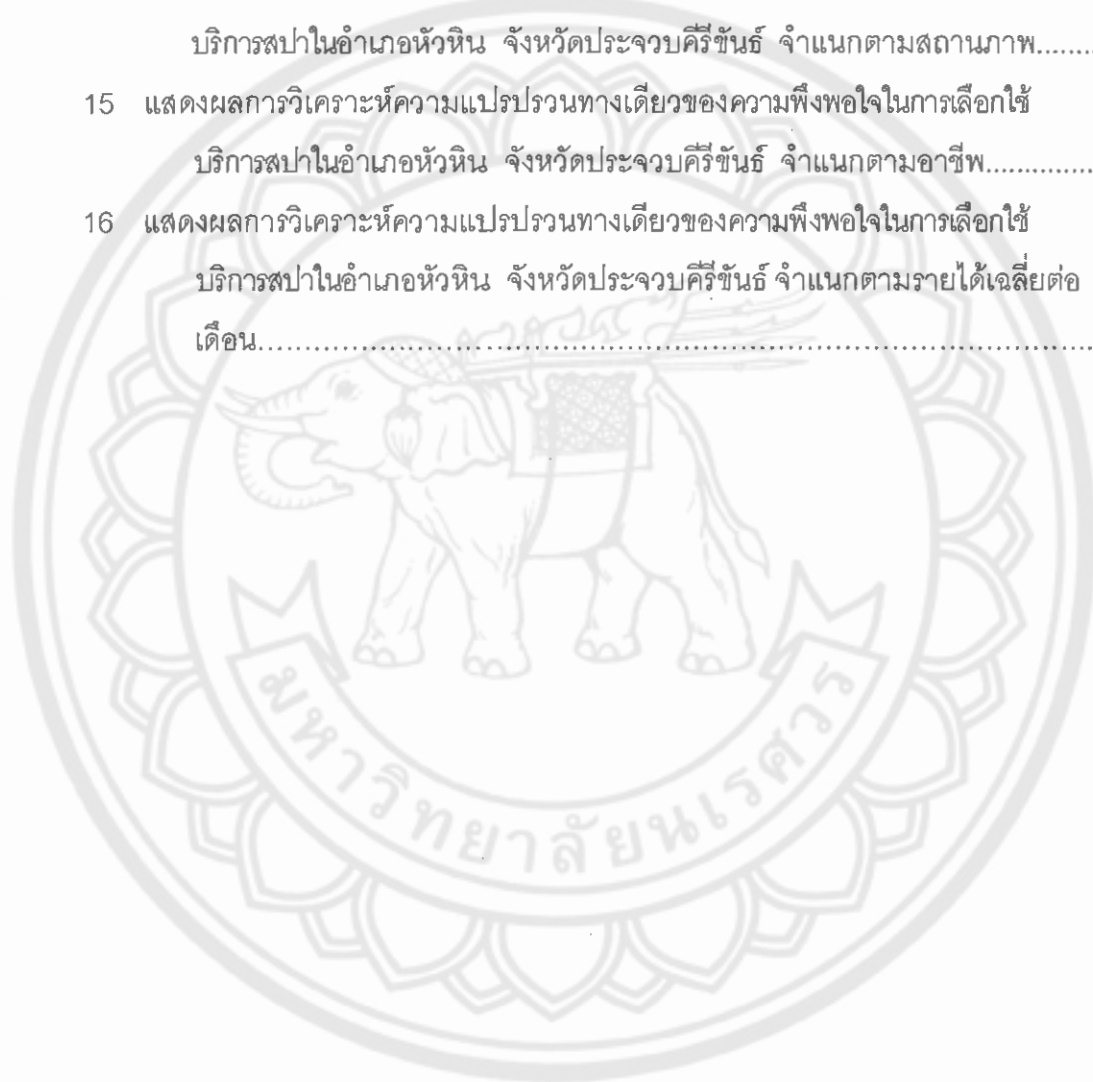 บริการสปาในอำเภอหัวหิน จังหวัดประจวบคีรีขันธ์ จำแนกตามสถานภาพ........
15 แสดงผลการวิเคราะห์ความแปรปรวนทางเดียวของความพึงพอใจในการเลือกใช้
บริการสปาในอำเภอหัวหิน จังหวัดประจวบคีรีขันธ์ จำแนกตามอาชีพ..............
16 แสดงผลการวิเคราะห์ความแปรปรวนทางเดียวของความพึงพอใจในการเลือกใช้
บริการสปาในอำเภอหัวหิน จังหวัดประจวบคีรีขันธ์ จำแนกตามรายได้เฉลี่ยต่อ
เดือน..........................................................................................
มหาวิทยาลัยนเรศวร